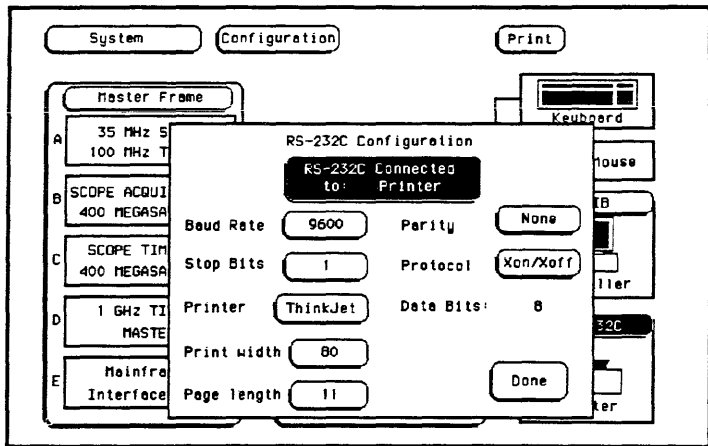 System Configuration Print
Master Frame
Keyboard
A 35 MHz S
100 MHz T
RS-232C Configuration
RS-232C Connected
to: Printer
Mouse
B SCOPE ACQUI
400 MEGASA
IB
Baud Rate 9600 Parity None
C SCOPE TIM
400 MEGASA
Stop Bits 1 Protocol Xon/Xoff
ller
D 1 GHz TI
MASTE
Printer ThinkJet Data Bits: 8
32C
Print width 80
E Mainfra
Interface
Page length 11 Done
ter